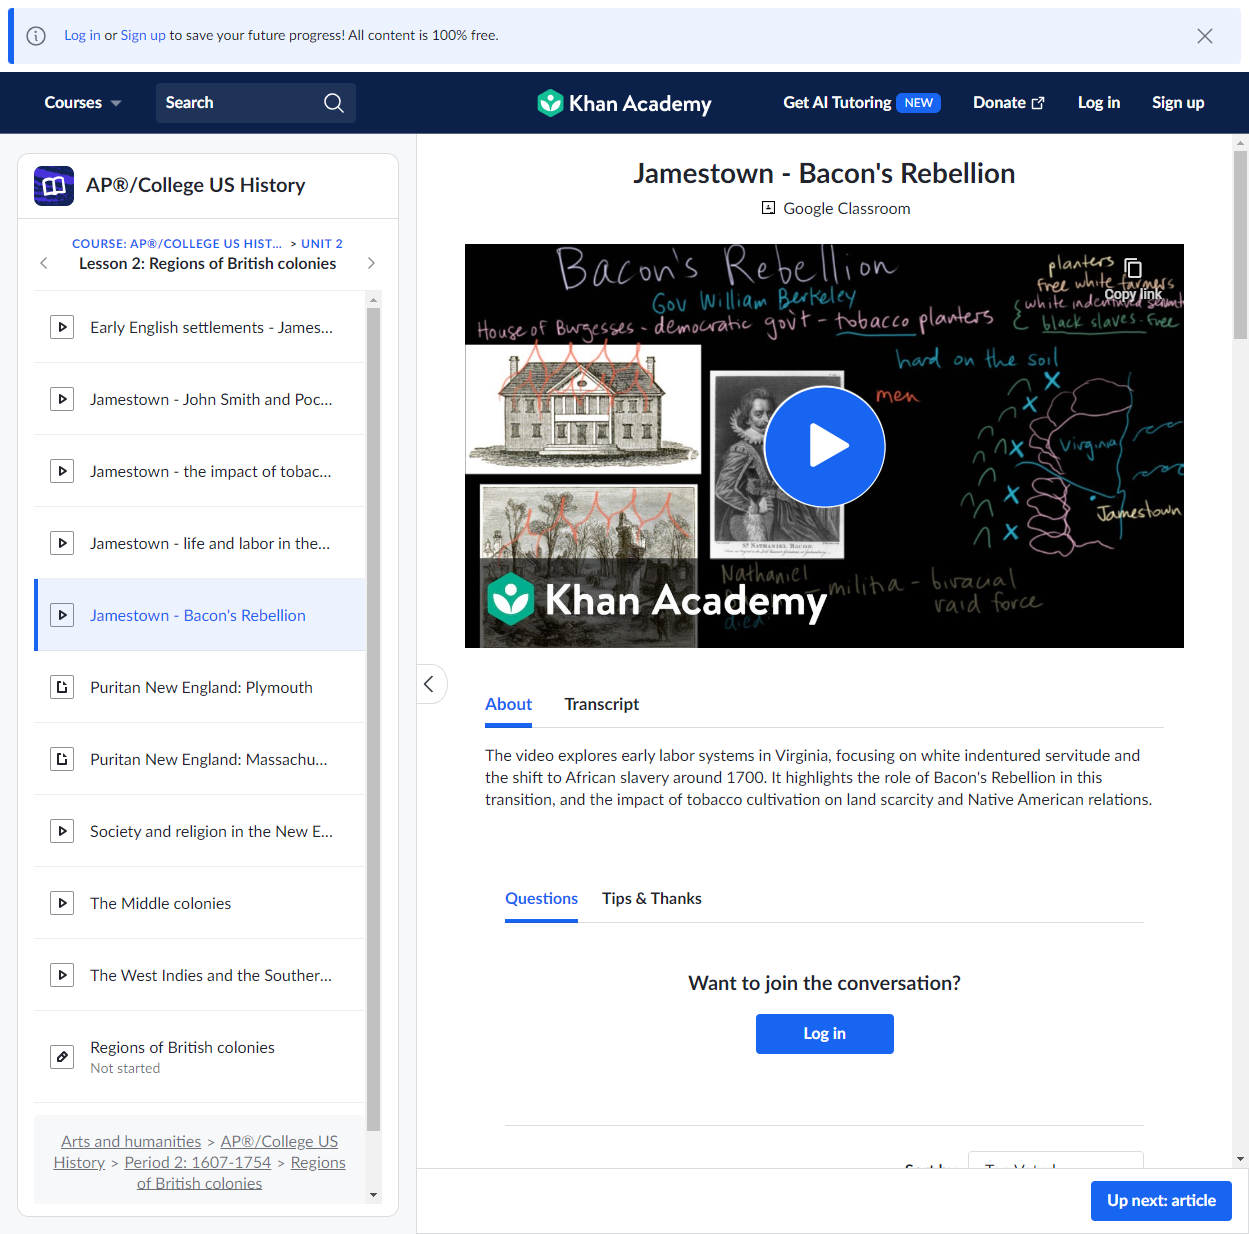 Log in or Sign up to save your future progress! All content is 100% free.
Courses
Search
Khan Academy
Get AI Tutoring NEW
Donate
Log in
Sign up
AP®/College US History
COURSE: AP®/COLLEGE US HIST... > UNIT 2
Lesson 2: Regions of British colonies
Early English settlements - James...
Jamestown - John Smith and Poc...
Jamestown - the impact of tobac...
Jamestown - life and labor in the...
Jamestown - Bacon's Rebellion
Puritan New England: Plymouth
Puritan New England: Massachu...
Society and religion in the New E...
The Middle colonies
The West Indies and the Souther...
Regions of British colonies
Not started
Arts and humanities > AP®/College US
History > Period 2: 1607-1754 > Regions
of British colonies
Jamestown - Bacon's Rebellion
Google Classroom
Bacon's Rebellion
Gov William Berkeley
House of Burgesses - democratic gov't - tobacco planters
planters
free white farmers
Copy link
white indentured
black slaves - free
hard on the soil
men
Virginia
Jamestown
Nathaniel
died
- militia - biracial
raid force
Khan Academy
About
Transcript
The video explores early labor systems in Virginia, focusing on white indentured servitude and
the shift to African slavery around 1700. It highlights the role of Bacon's Rebellion in this
transition, and the impact of tobacco cultivation on land scarcity and Native American relations.
Questions
Tips & Thanks
Want to join the conversation?
Log in
Up next: article